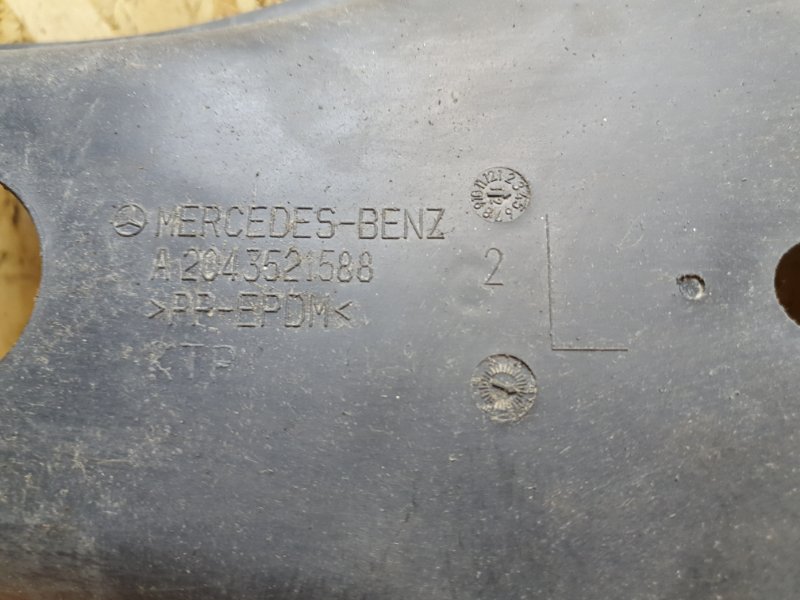 MERCEDES-BENZ
A 2043521588
>PP-EPDM<
KTP
2
L